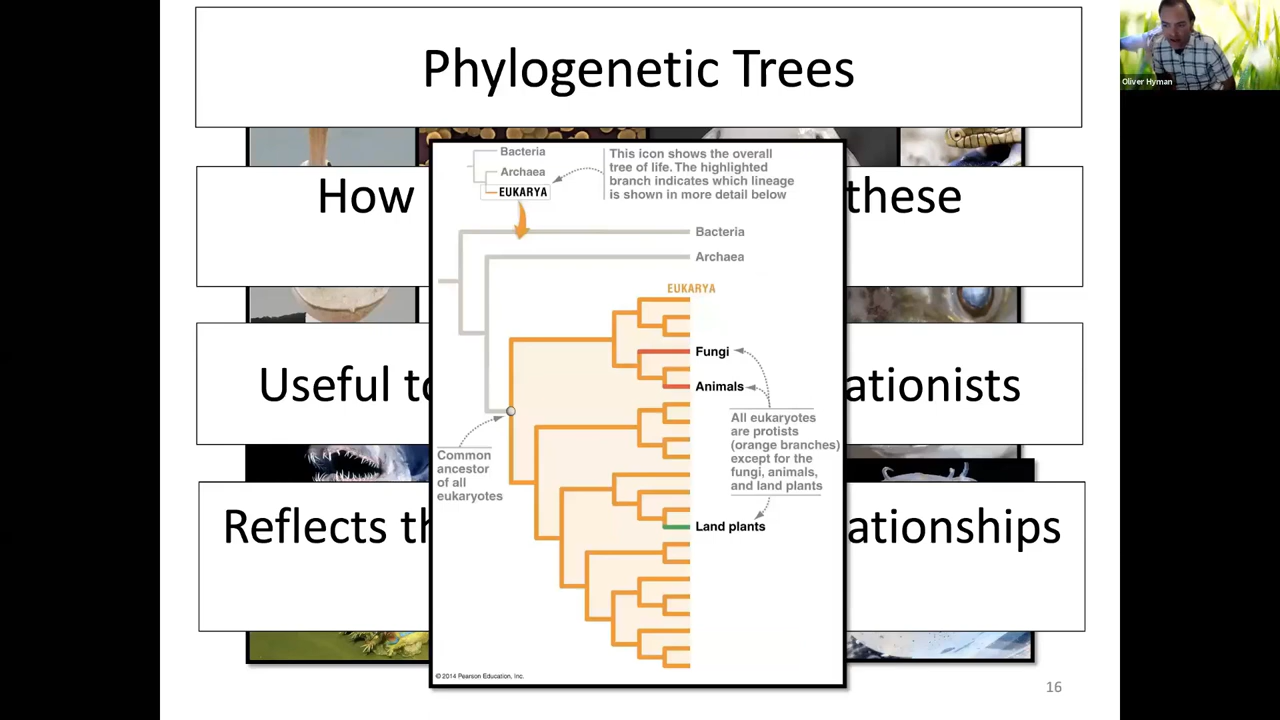 Phylogenetic Trees
Oliver Hyman
How
these
Useful to
ationists
Reflects th
ationships
Bacteria
Archaea
EUKARYA
This icon shows the overall
tree of life. The highlighted
branch indicates which lineage
is shown in more detail below
Bacteria
Archaea
EUKARYA
Fungi
Animals
All eukaryotes
are protists
(orange branches)
except for the
fungi, animals,
and land plants
Common
ancestor
of all
eukaryotes
Land plants
© 2014 Pearson Education, Inc.
16